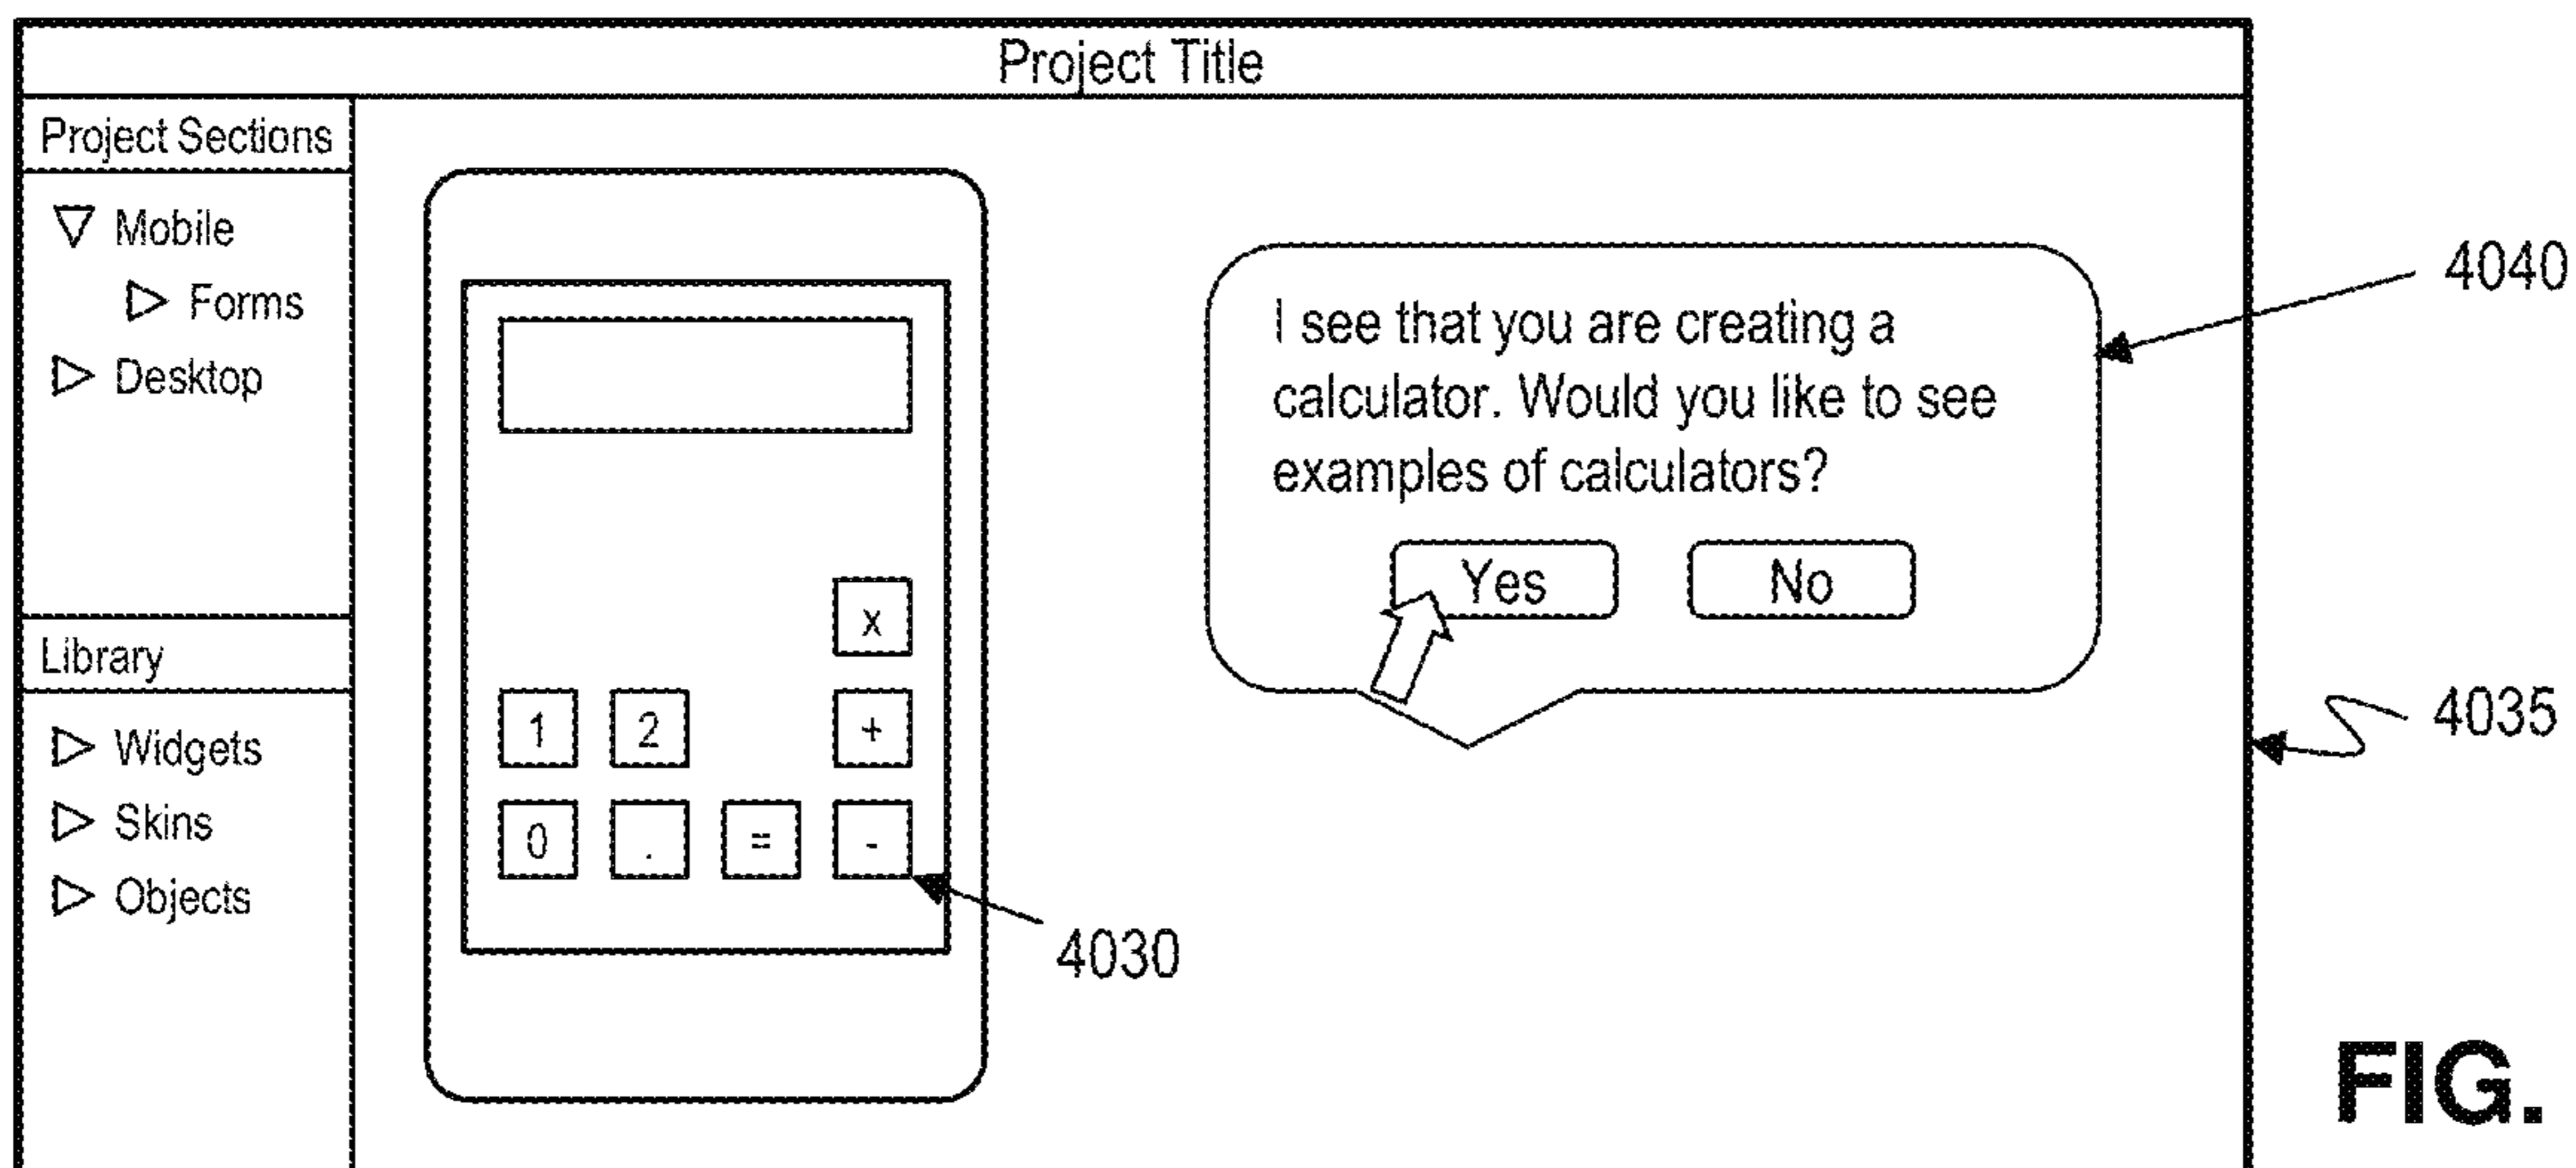 Project Title
Project Sections
▽ Mobile
▷ Forms
▷ Desktop
Library
▷ Widgets
▷ Skins
▷ Objects
x
1 2 +
0 . = -
4030
I see that you are creating a
calculator. Would you like to see
examples of calculators?
Yes No
4040
4035
FIG.